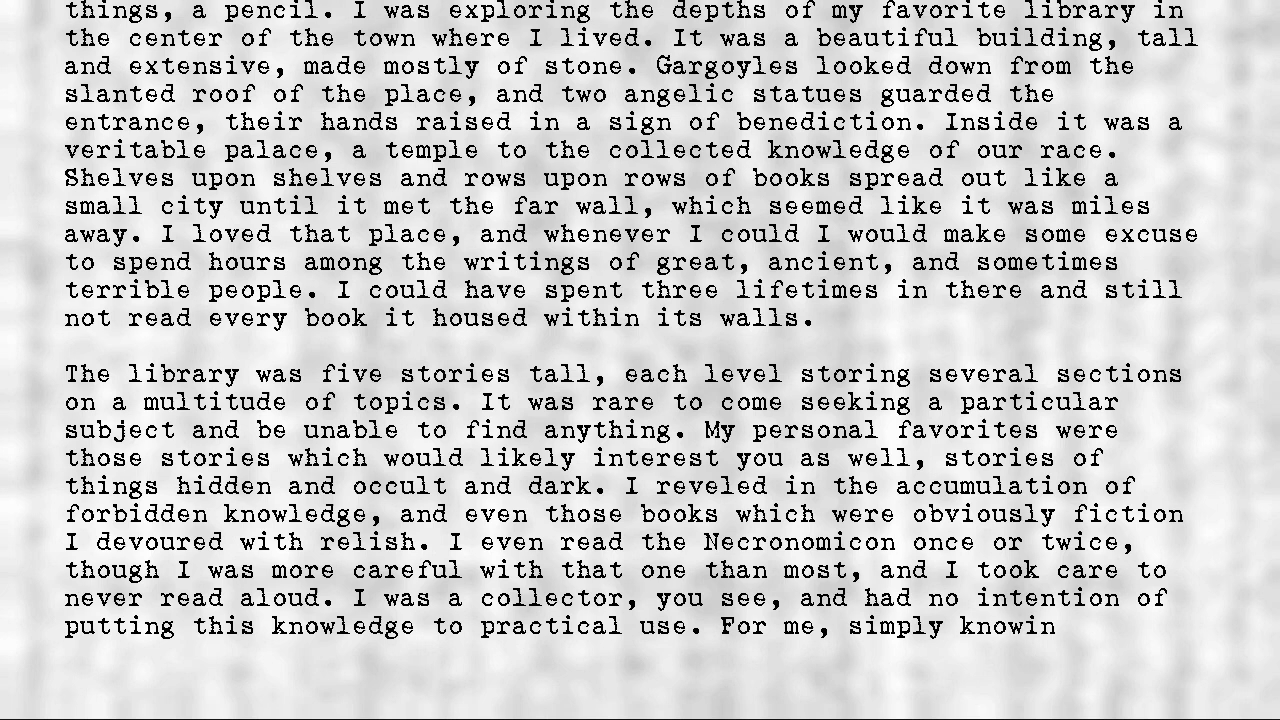 things, a pencil. I was exploring the depths of my favorite library in
the center of the town where I lived. It was a beautiful building, tall
and extensive, made mostly of stone. Gargoyles looked down from the
slanted roof of the place, and two angelic statues guarded the
entrance, their hands raised in a sign of benediction. Inside it was a
veritable palace, a temple to the collected knowledge of our race.
Shelves upon shelves and rows upon rows of books spread out like a
small city until it met the far wall, which seemed like it was miles
away. I loved that place, and whenever I could I would make some excuse
to spend hours among the writings of great, ancient, and sometimes
terrible people. I could have spent three lifetimes in there and still
not read every book it housed within its walls.
The library was five stories tall, each level storing several sections
on a multitude of topics. It was rare to come seeking a particular
subject and be unable to find anything. My personal favorites were
those stories which would likely interest you as well, stories of
things hidden and occult and dark. I reveled in the accumulation of
forbidden knowledge, and even those books which were obviously fiction
I devoured with relish. I even read the Necronomicon once or twice,
though I was more careful with that one than most, and I took care to
never read aloud. I was a collector, you see, and had no intention of
putting this knowledge to practical use. For me, simply knowin